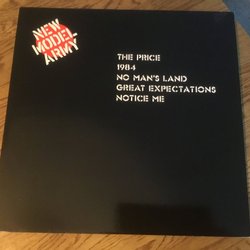 NEW
MODEL
ARMY
THE PRICE
1984
NO MAN'S LAND
GREAT EXPECTATIONS
NOTICE ME